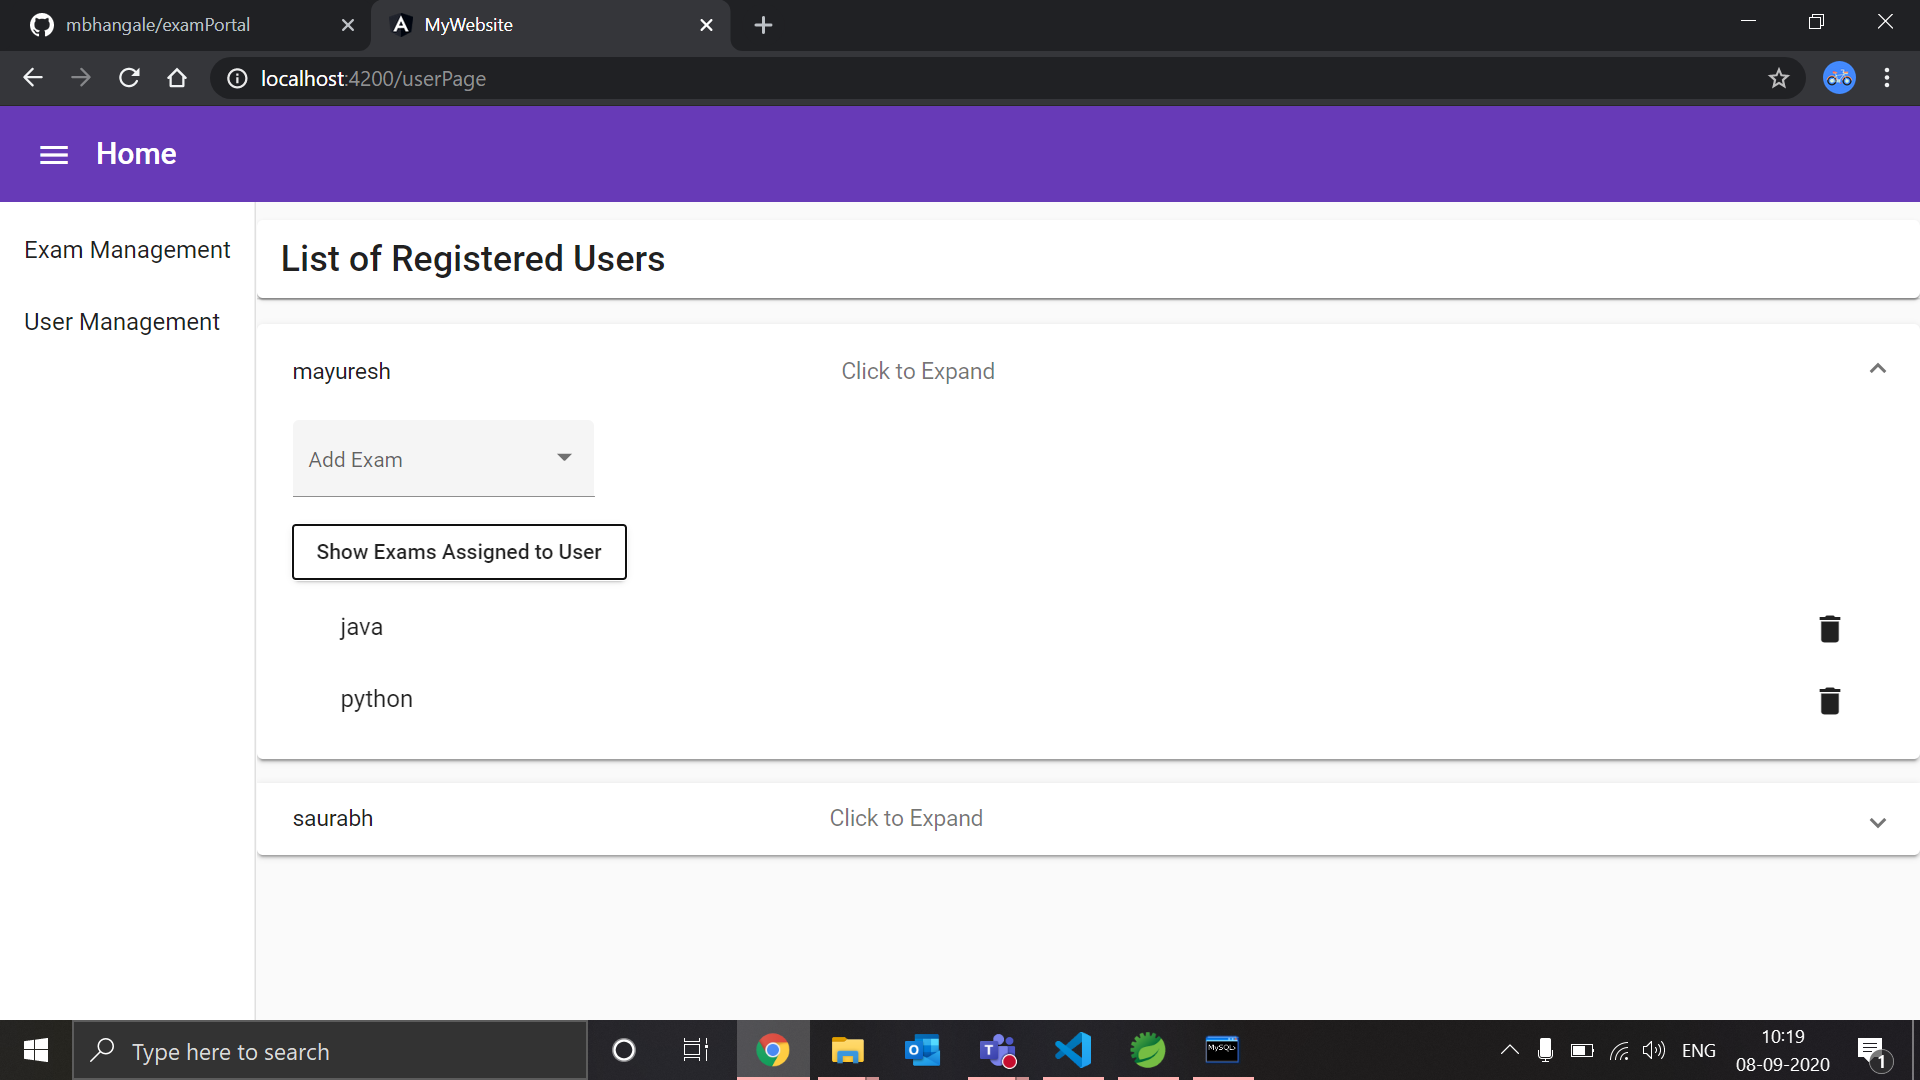 mbhangale/examPortal
MyWebsite
localhost:4200/userPage
Home
Exam Management
User Management
List of Registered Users
mayuresh Click to Expand
Add Exam
Show Exams Assigned to User
java
python
saurabh Click to Expand
Type here to search
MySQL>
ENG
10:19
08-09-2020
1